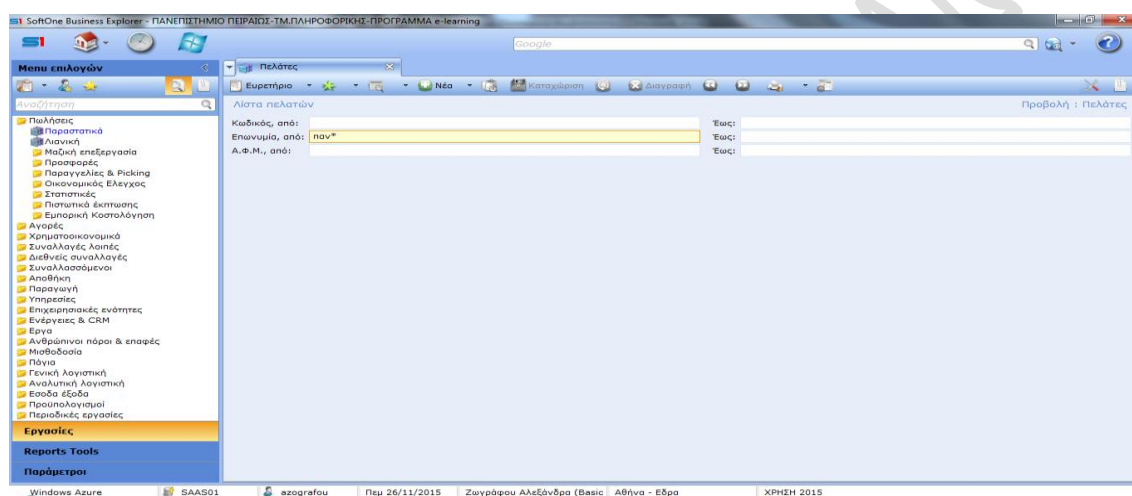 SoftOne Business Explorer - ΠΑΝΕΠΙΣΤΗΜΙΟ ΠΕΙΡΑΙΩΣ-ΤΜ.ΠΛΗΡΟΦΟΡΙΚΗΣ-ΠΡΟΓΡΑΜΜΑ e-learning
Google
Menu επιλογών
Πελάτες
Ευρετήριο Νέα Καταχώριση Διαγραφή
Αναζήτηση
Λίστα πελατών Προβολή : Πελάτες
Κωδικός, από: Έως:
Επωνυμία, από: παν* Έως:
Α.Φ.Μ., από: Έως:
Πωλήσεις
Παραστατικά
Λιανική
Μαζική επεξεργασία
Προσφορές
Παραγγελίες & Picking
Οικονομικός Ελεγχος
Στατιστικές
Πιστωτικά έκπτωσης
Εμπορική Κοστολόγηση
Αγορές
Χρηματοοικονομικά
Συναλλαγές λοιπές
Διεθνείς συναλλαγές
Συναλλασσόμενοι
Αποθήκη
Παραγωγή
Υπηρεσίες
Επιχειρησιακές ενότητες
Ενέργειες & CRM
Εργα
Ανθρώπινοι πόροι & επαφές
Μισθοδοσία
Πάγια
Γενική λογιστική
Αναλυτική λογιστική
Εσοδα έξοδα
Προϋπολογισμοί
Περιοδικές εργασίες
Εργασίες
Reports Tools
Παράμετροι
Windows Azure SAAS01 azografou Πεμ 26/11/2015 Ζωγράφου Αλεξάνδρα (Basic Αθήνα - Εδρα ΧΡΗΣΗ 2015